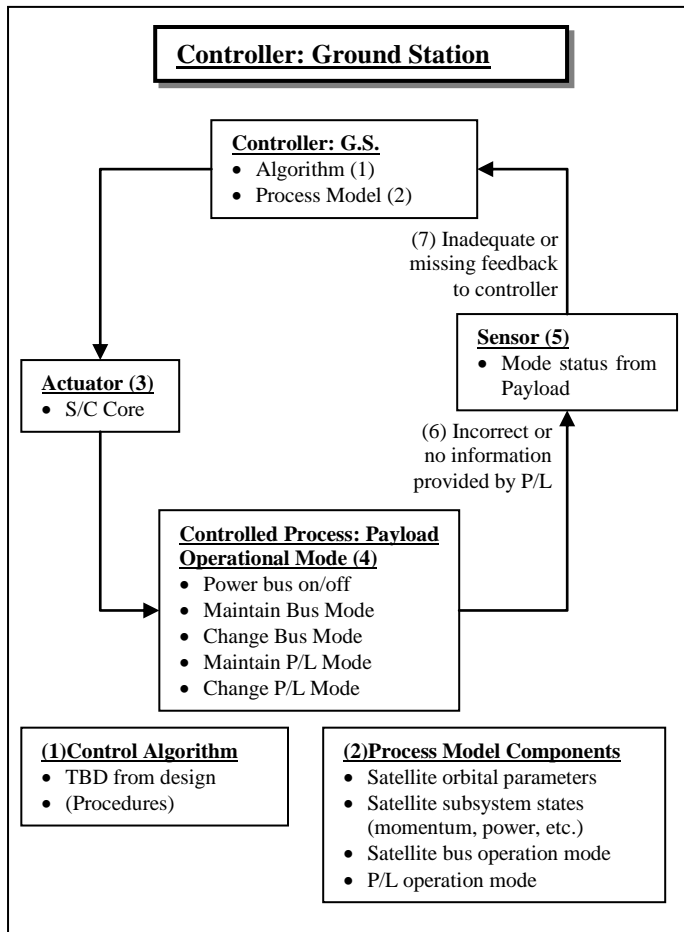 Controller: Ground Station
Controller: G.S.
• Algorithm (1)
• Process Model (2)
(7) Inadequate or
missing feedback
to controller
Sensor (5)
• Mode status from
Payload
Actuator (3)
• S/C Core
(6) Incorrect or
no information
provided by P/L
Controlled Process: Payload
Operational Mode (4)
• Power bus on/off
• Maintain Bus Mode
• Change Bus Mode
• Maintain P/L Mode
• Change P/L Mode
(1)Control Algorithm
• TBD from design
• (Procedures)
(2)Process Model Components
• Satellite orbital parameters
• Satellite subsystem states
(momentum, power, etc.)
• Satellite bus operation mode
• P/L operation mode